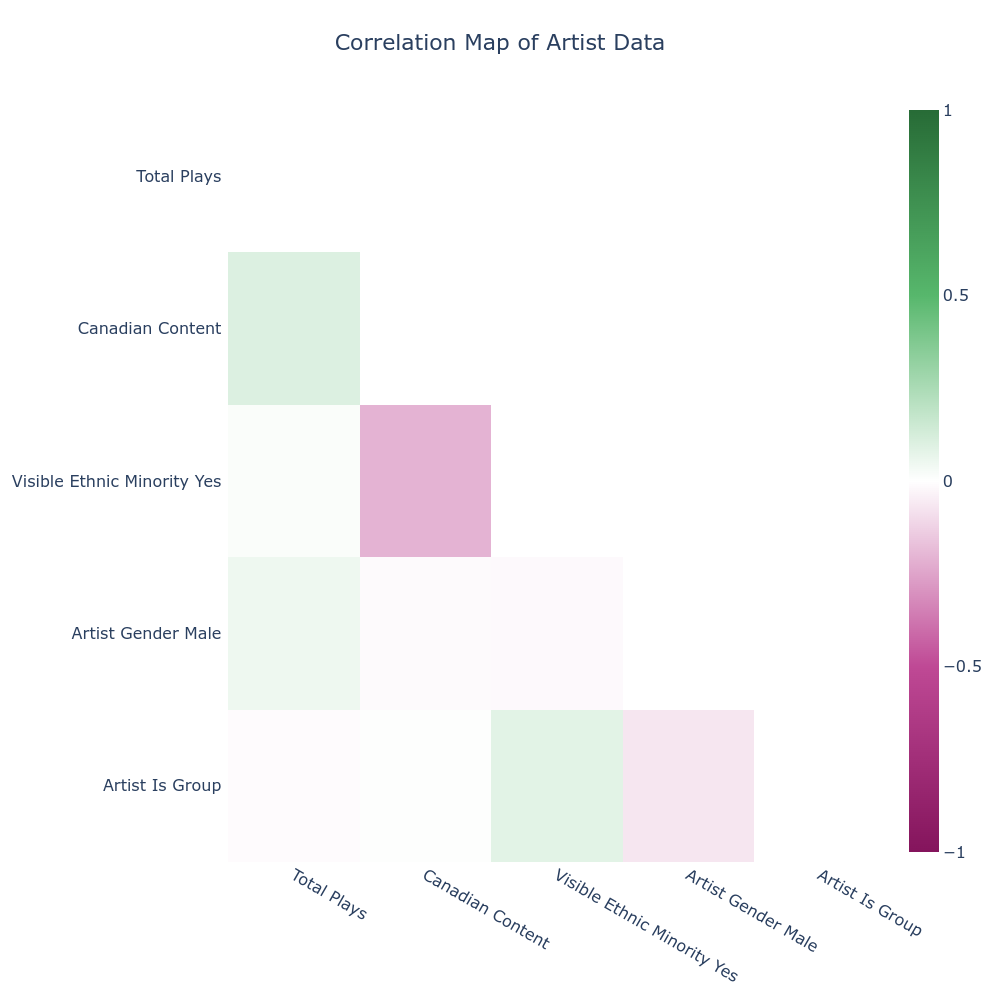 Correlation Map of Artist Data
Total Plays
Canadian Content
Visible Ethnic Minority Yes
Artist Gender Male
Artist Is Group
Total Plays
Canadian Content
Visible Ethnic Minority Yes
Artist Gender Male
Artist Is Group
1
0.5
0
−0.5
−1